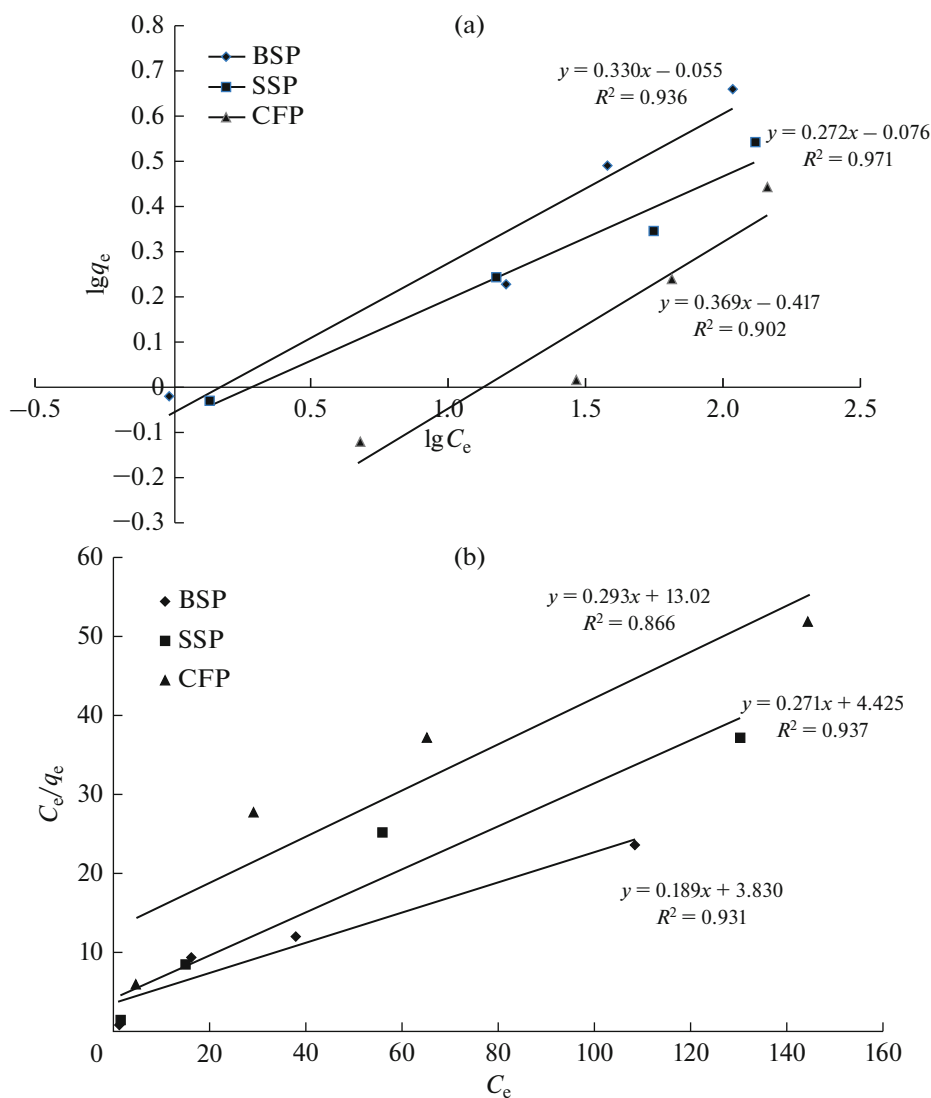 (a)
0.8
0.7
0.6
0.5
0.4
0.3
0.2
0.1
0
−0.1
−0.2
−0.3
lgqe
BSP
SSP
CFP
y = 0.330x − 0.055
R² = 0.936
y = 0.272x − 0.076
R² = 0.971
y = 0.369x − 0.417
R² = 0.902
−0.5
0.5
1.0
1.5
2.0
2.5
lg Ce
(b)
60
50
40
30
20
10
0
Ce/qe
BSP
SSP
CFP
y = 0.293x + 13.02
R² = 0.866
y = 0.271x + 4.425
R² = 0.937
y = 0.189x + 3.830
R² = 0.931
20
40
60
80
100
120
140
160
Ce